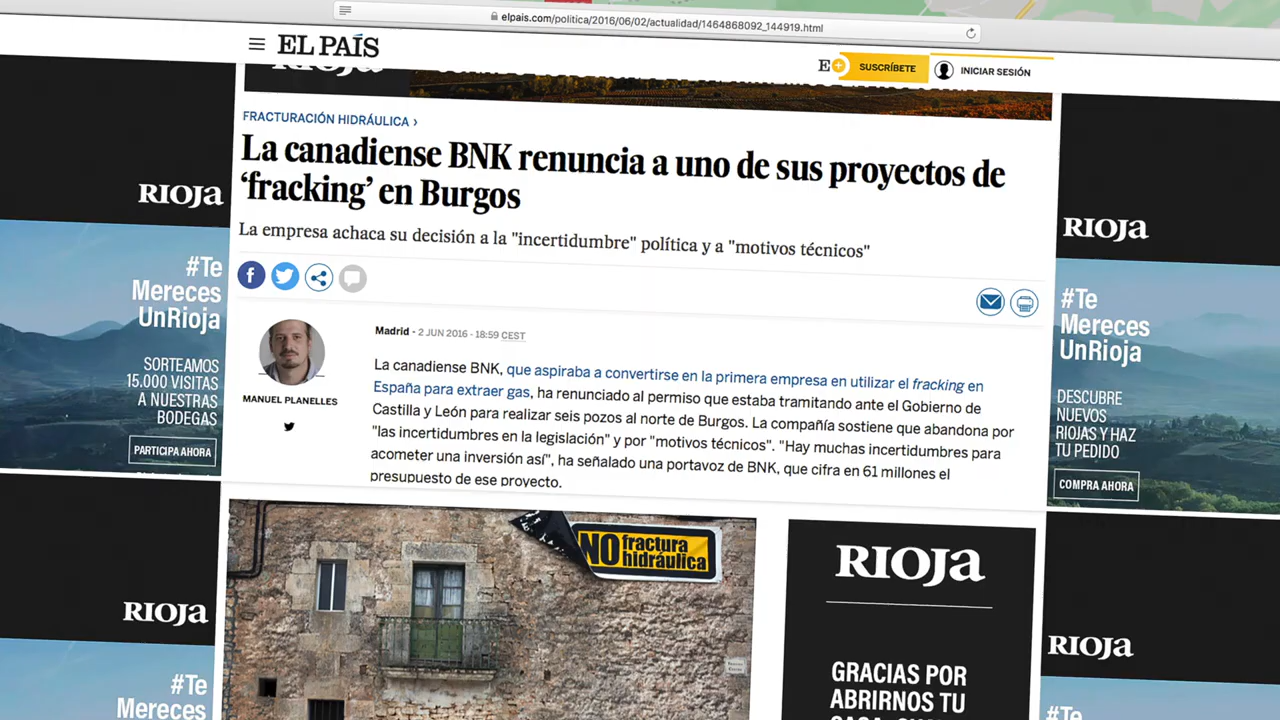 elpais.com/politica/2016/06/02/actualidad/1464868092_144919.html
EL PAÍS
E+
SUSCRÍBETE
INICIAR SESIÓN
FRACTURACIÓN HIDRÁULICA ›
La canadiense BNK renuncia a uno de sus proyectos de
‘fracking’ en Burgos
La empresa achaca su decisión a la "incertidumbre" política y a "motivos técnicos"
Madrid - 2 JUN 2016 - 18:59 CEST
MANUEL PLANELLES
La canadiense BNK, que aspiraba a convertirse en la primera empresa en utilizar el fracking en
España para extraer gas, ha renunciado al permiso que estaba tramitando ante el Gobierno de
Castilla y León para realizar seis pozos al norte de Burgos. La compañía sostiene que abandona por
"las incertidumbres en la legislación" y por "motivos técnicos". "Hay muchas incertidumbres para
acometer una inversión así", ha señalado una portavoz de BNK, que cifra en 61 millones el
presupuesto de ese proyecto.
NO fractura
hidráulica
RIOJA
#Te
Mereces
UnRioja
SORTEAMOS
15.000 VISITAS
A NUESTRAS
BODEGAS
PARTICIPA AHORA
RIOJA
#Te
Mereces
RIOJA
#Te
Mereces
UnRioja
DESCUBRE
NUEVOS
RIOJAS Y HAZ
TU PEDIDO
COMPRA AHORA
RIOJA
#Te
RIOJA
GRACIAS POR
ABRIRNOS TU